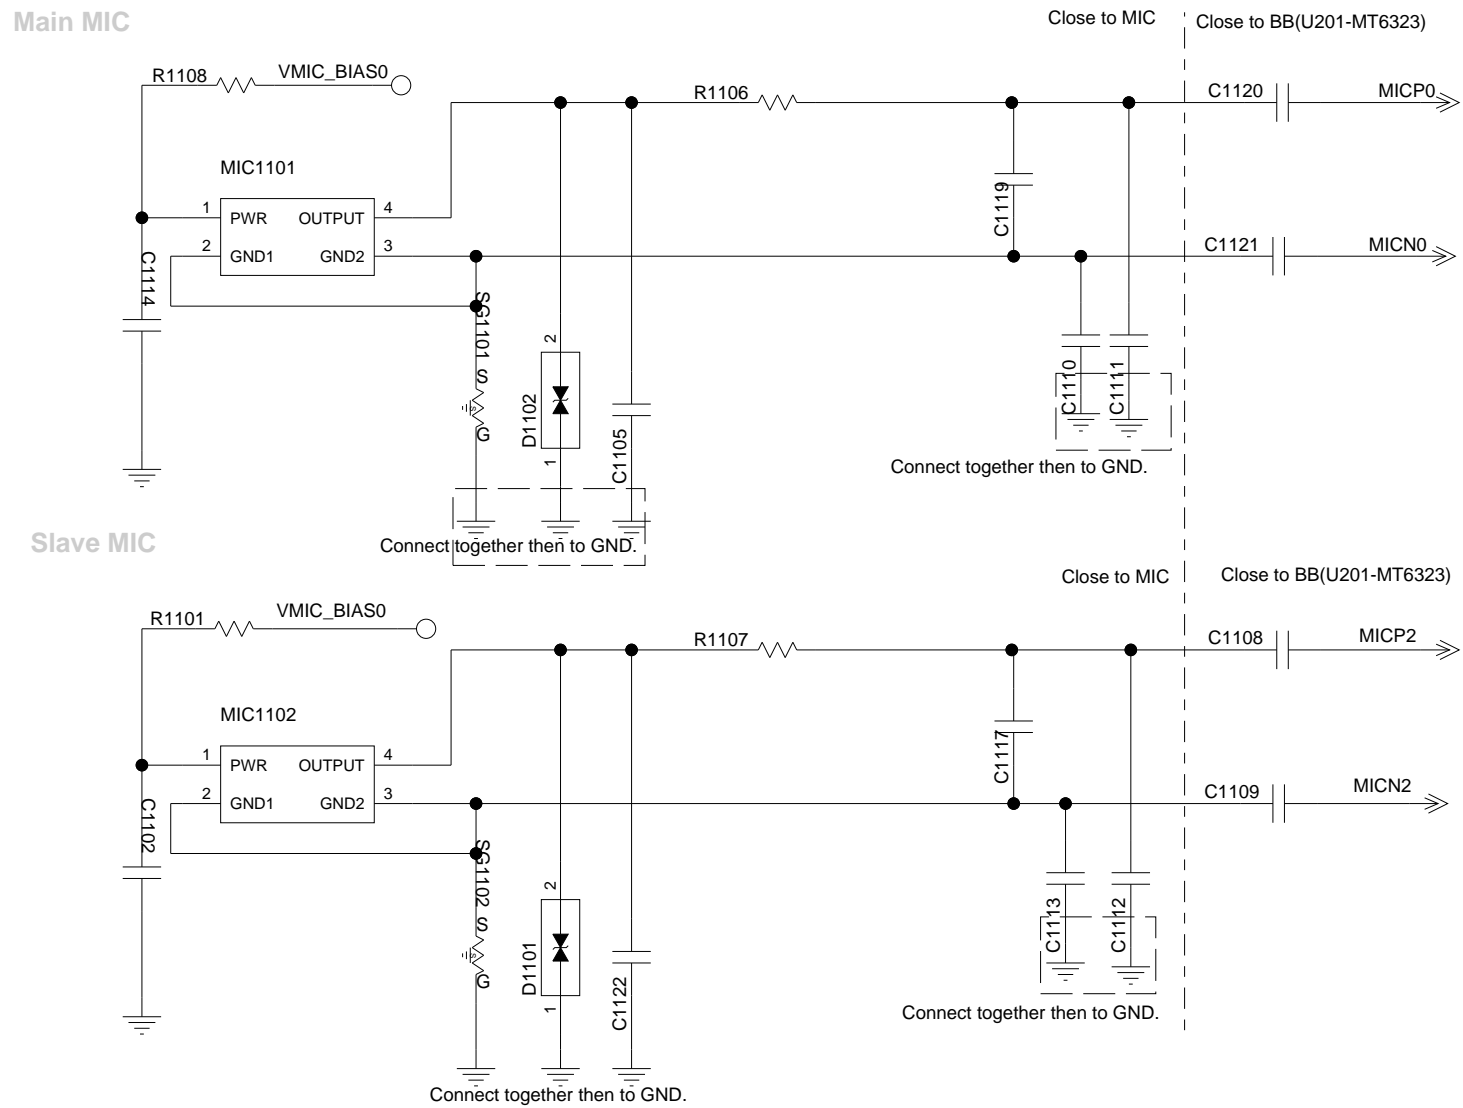 Main MIC
Close to MIC
Close to BB(U201-MT6323)
R1108
VMIC_BIAS0
R1106
C1120
MICP0
MIC1101
1
PWR
OUTPUT
4
2
GND1
GND2
3
C1114
SG1101
S
s
G
2
D1102
1
C1105
C1119
C1121
MICN0
C1110
C1111
Connect together then to GND.
Connect together then to GND.
Slave MIC
Close to MIC
Close to BB(U201-MT6323)
R1101
VMIC_BIAS0
R1107
C1108
MICP2
MIC1102
1
PWR
OUTPUT
4
2
GND1
GND2
3
C1102
SG1102
S
s
G
2
D1101
1
C1122
C1117
C1109
MICN2
C1113
C1112
Connect together then to GND.
Connect together then to GND.